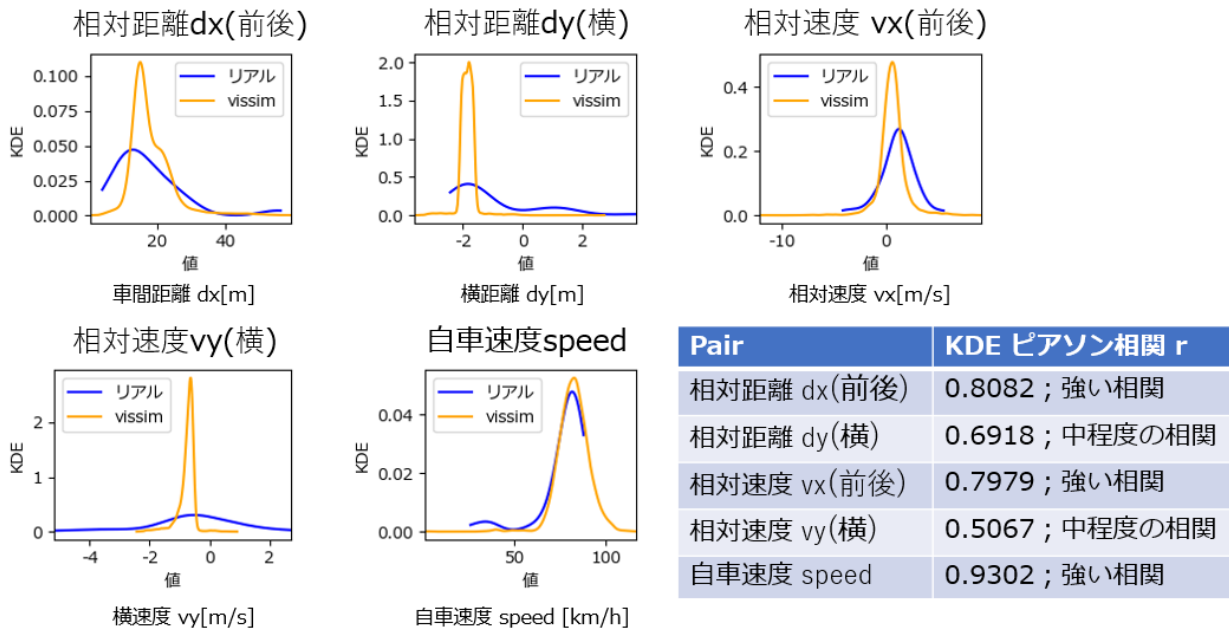 相対距離dx(前後)
相対距離dy(横)
相対速度 vx(前後)
KDE
0.100
0.075
0.050
0.025
0.000
リアル
vissim
20
40
値
車間距離 dx[m]
KDE
2.0
1.5
1.0
0.5
0.0
リアル
vissim
-2
0
2
値
横距離 dy[m]
KDE
0.4
0.2
0.0
リアル
vissim
-10
0
値
相対速度 vx[m/s]
相対速度vy(横)
自車速度speed
KDE
2
1
0
リアル
vissim
-4
-2
0
2
値
横速度 vy[m/s]
KDE
0.04
0.02
0.00
リアル
vissim
50
100
値
自車速度 speed [km/h]
Pair KDE ピアソン相関 r
相対距離 dx(前後) 0.8082 ; 強い相関
相対距離 dy(横) 0.6918 ; 中程度の相関
相対速度 vx(前後) 0.7979 ; 強い相関
相対速度 vy(横) 0.5067 ; 中程度の相関
自車速度 speed 0.9302 ; 強い相関